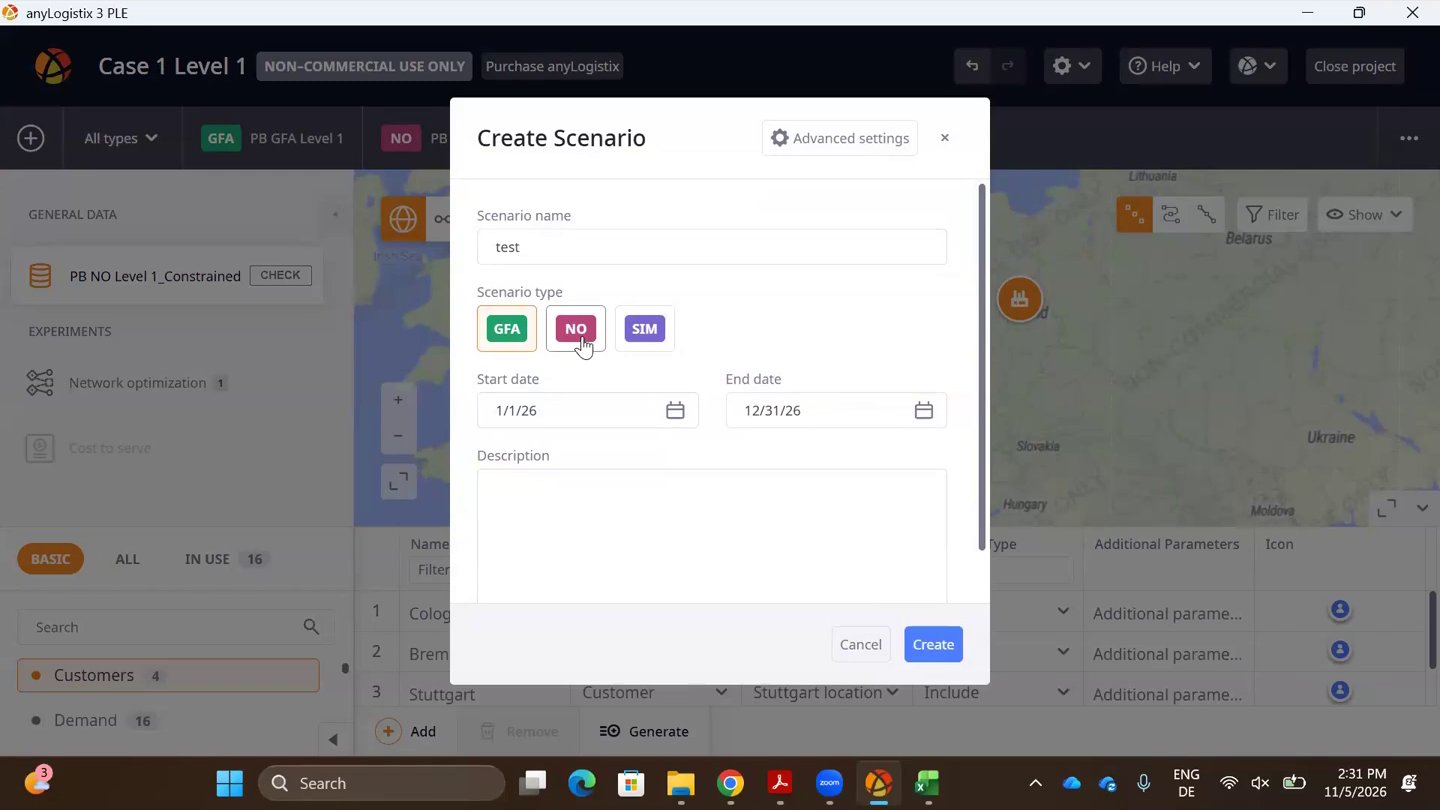 anyLogistix 3 PLE
Case 1 Level 1
NON-COMMERCIAL USE ONLY
Purchase anyLogistix
Help
Close project
All types
GFA
PB GFA Level 1
NO
PB
Create Scenario
Advanced settings
Scenario name
test
Scenario type
GFA
NO
SIM
Start date
End date
1/1/26
12/31/26
Description
Cancel
Create
GENERAL DATA
PB NO Level 1_Constrained
CHECK
EXPERIMENTS
Network optimization 1
Cost to serve
Filter
Show
Lithuania
Belarus
Slovakia
Ukraine
Hungary
Moldova
BASIC
ALL
IN USE 16
Search
Customers 4
Demand 16
Name
Type
Additional Parameters
Icon
Filter
1
Colog
Additional parame...
2
Brem
Additional parame...
3
Stuttgart
Customer
Stuttgart location
Include
Additional parame...
Add
Remove
Generate
3
Search
zoom
ENG
DE
2:31 PM
11/5/2026